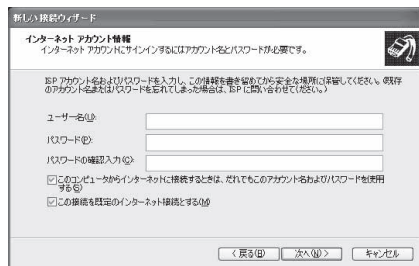 新しい接続ウィザード
インターネット アカウント情報
インターネット アカウントにサインインするにはアカウント名とパスワードが必要です。
ISP アカウント名およびパスワードを入力し、この情報を書き留めてから安全な場所に保管してください。(既存
のアカウント名またはパスワードを忘れてしまった場合は、ISP に問い合わせてください。)
ユーザー名(U):
パスワード(P):
パスワードの確認入力(C):
このコンピュータからインターネットに接続するときは、だれでもこのアカウント名およびパスワードを使用
する(S)
この接続を既定のインターネット接続とする(M)
< 戻る(B)
次へ(N) >
キャンセル